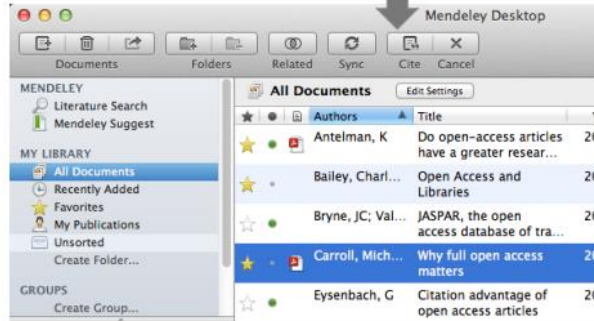 Mendeley Desktop
Documents Folders Related Sync Cite Cancel
MENDELEY
Literature Search
Mendeley Suggest
MY LIBRARY
All Documents
Recently Added
Favorites
My Publications
Unsorted
Create Folder...
GROUPS
Create Group...
All Documents Edit Settings
Authors Title
Antelman, K Do open-access articles
have a greater resear...
Bailey, Charl... Open Access and
Libraries
Bryne, JC; Val... JASPAR, the open
access database of tra...
Carroll, Mich... Why full open access
matters
Eysenbach, G Citation advantage of
open access articles